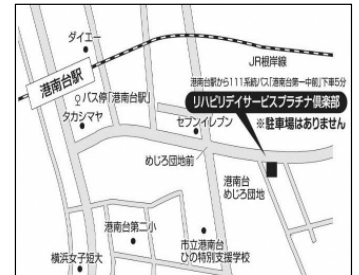 ダイエー
JR根岸線
港南台駅
港南台駅から111系統バス「港南台第一中前」下車5分
バス停「港南台駅」
リハビリデイサービスプラチナ倶楽部
タカシマヤ
セブンイレブン
※駐車場はありません
めじろ団地前
港南台
めじろ団地
港南台第二小
市立港南台
ひの特別支援学校
横浜女子短大